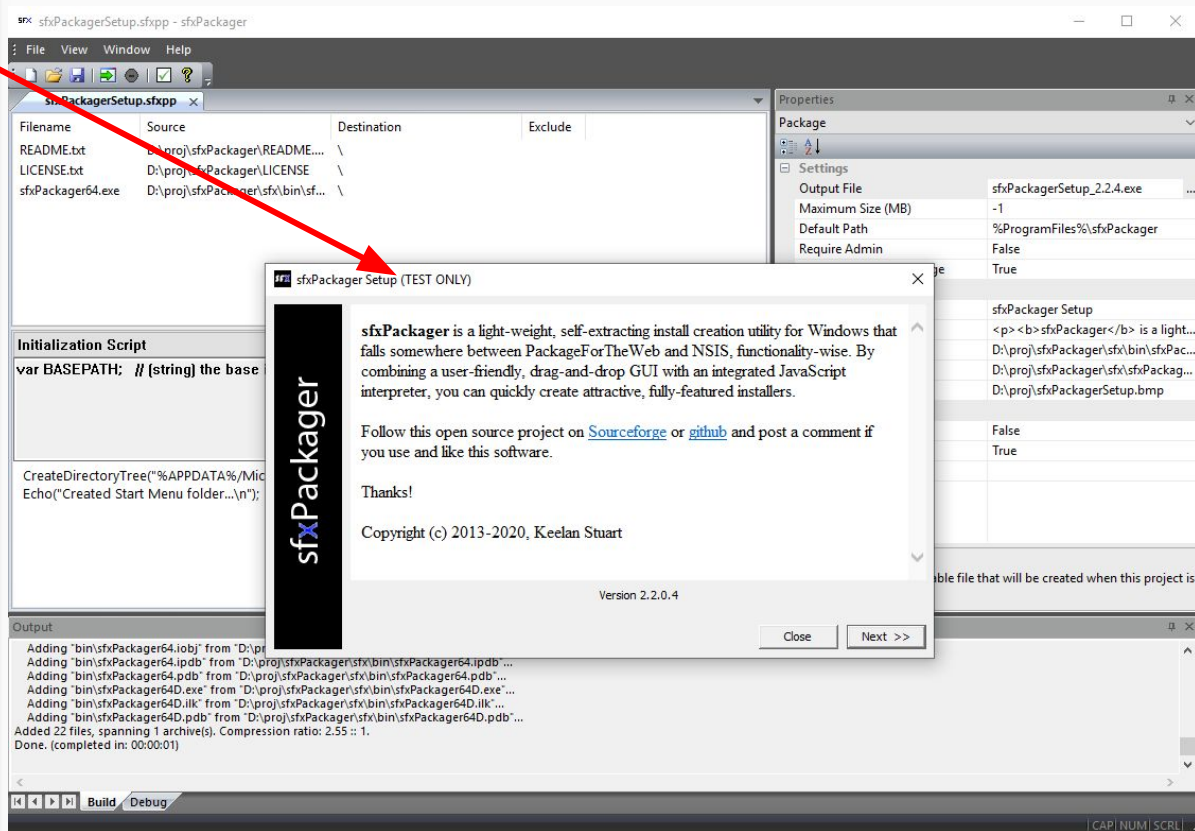 sfx sfxPackagerSetup.sfxpp - sfxPackager
File View Window Help
sfxPackagerSetup.sfxpp
Filename Source Destination Exclude
README.txt D:\proj\sfxPackager\README.... \
LICENSE.txt D:\proj\sfxPackager\LICENSE \
sfxPackager64.exe D:\proj\sfxPackager\sfx\bin\sf... \
Initialization Script
var BASEPATH; // (string) the base
CreateDirectoryTree("%APPDATA%/Mic
Echo("Created Start Menu folder...\n");
Properties
Package
Settings
Output File sfxPackagerSetup_2.2.4.exe ...
Maximum Size (MB) -1
Default Path %ProgramFiles%\sfxPackager
Require Admin False
ge True
sfxPackager Setup
<p><b>sfxPackager</b> is a light...
D:\proj\sfxPackager\sfx\bin\sfxPac...
D:\proj\sfxPackager\sfx\sfxPackag...
D:\proj\sfxPackagerSetup.bmp
False
True
able file that will be created when this project is
sfx sfxPackager Setup (TEST ONLY)
sfxPackager
sfxPackager is a light-weight, self-extracting install creation utility for Windows that
falls somewhere between PackageForTheWeb and NSIS, functionality-wise. By
combining a user-friendly, drag-and-drop GUI with an integrated JavaScript
interpreter, you can quickly create attractive, fully-featured installers.
Follow this open source project on Sourceforge or github and post a comment if
you use and like this software.
Thanks!
Copyright (c) 2013-2020, Keelan Stuart
Version 2.2.0.4
Close Next >>
Output
Adding "bin\sfxPackager64.iobj" from "D:\pr
Adding "bin\sfxPackager64.ipdb" from "D:\proj\sfxPackager\sfx\bin\sfxPackager64.ipdb"...
Adding "bin\sfxPackager64.pdb" from "D:\proj\sfxPackager\sfx\bin\sfxPackager64.pdb"...
Adding "bin\sfxPackager64D.exe" from "D:\proj\sfxPackager\sfx\bin\sfxPackager64D.exe"...
Adding "bin\sfxPackager64D.ilk" from "D:\proj\sfxPackager\sfx\bin\sfxPackager64D.ilk"...
Adding "bin\sfxPackager64D.pdb" from "D:\proj\sfxPackager\sfx\bin\sfxPackager64D.pdb"...
Added 22 files, spanning 1 archive(s). Compression ratio: 2.55 :: 1.
Done. (completed in: 00:00:01)
Build Debug
CAP NUM SCRL